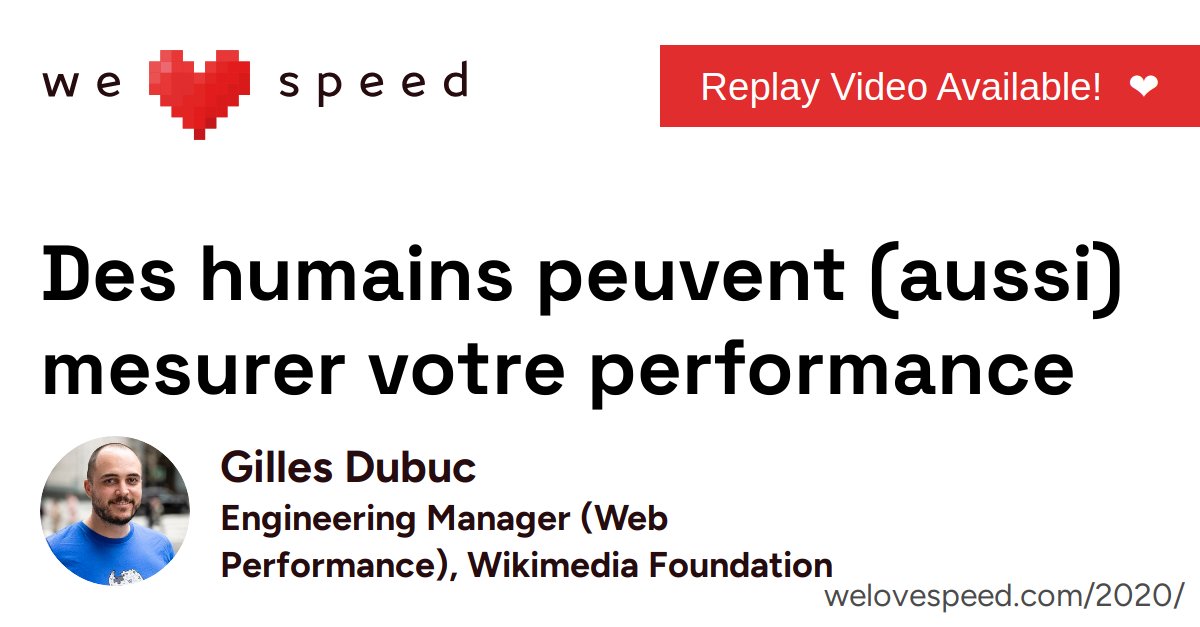 we ❤ speed
Replay Video Available! ❤
Des humains peuvent (aussi)
mesurer votre performance
Gilles Dubuc
Engineering Manager (Web
Performance), Wikimedia Foundation
welovespeed.com/2020/